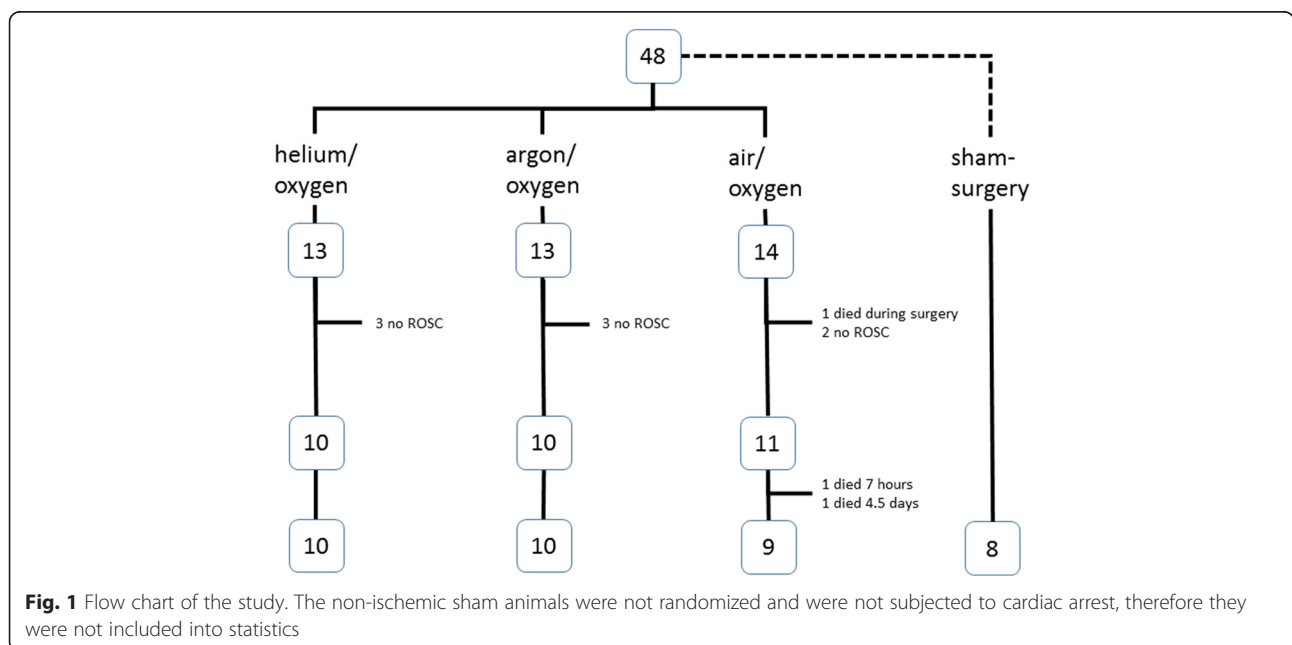 48
helium/
oxygen
argon/
oxygen
air/
oxygen
sham-
surgery
13
13
14
3 no ROSC
3 no ROSC
1 died during surgery
2 no ROSC
10
10
11
1 died 7 hours
1 died 4.5 days
10
10
9
8
Fig. 1 Flow chart of the study. The non-ischemic sham animals were not randomized and were not subjected to cardiac arrest, therefore they
were not included into statistics